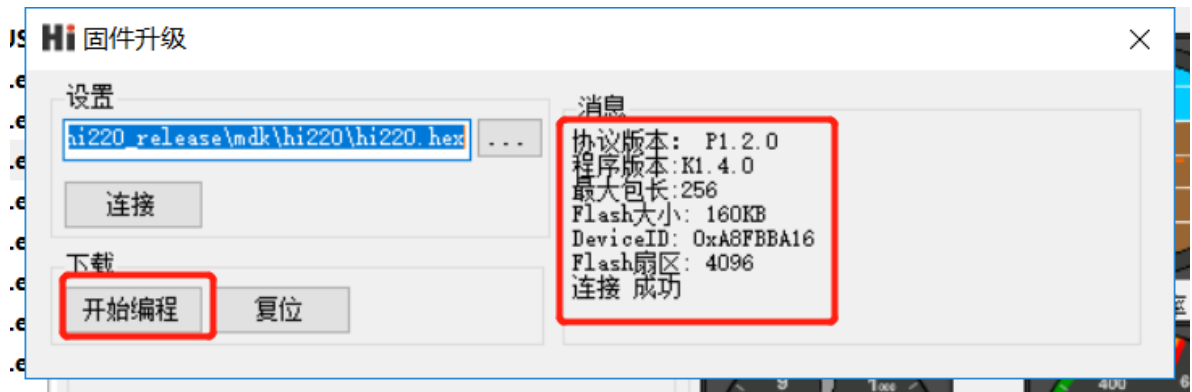 Hi 固件升级
设置
hi220_release\mdk\hi220\hi220.hex
...
连接
下载
开始编程
复位
消息
协议版本: P1.2.0
程序版本:K1.4.0
最大包长:256
Flash大小: 160KB
DeviceID: 0xA8FBBA16
Flash扇区: 4096
连接 成功
9
400
6